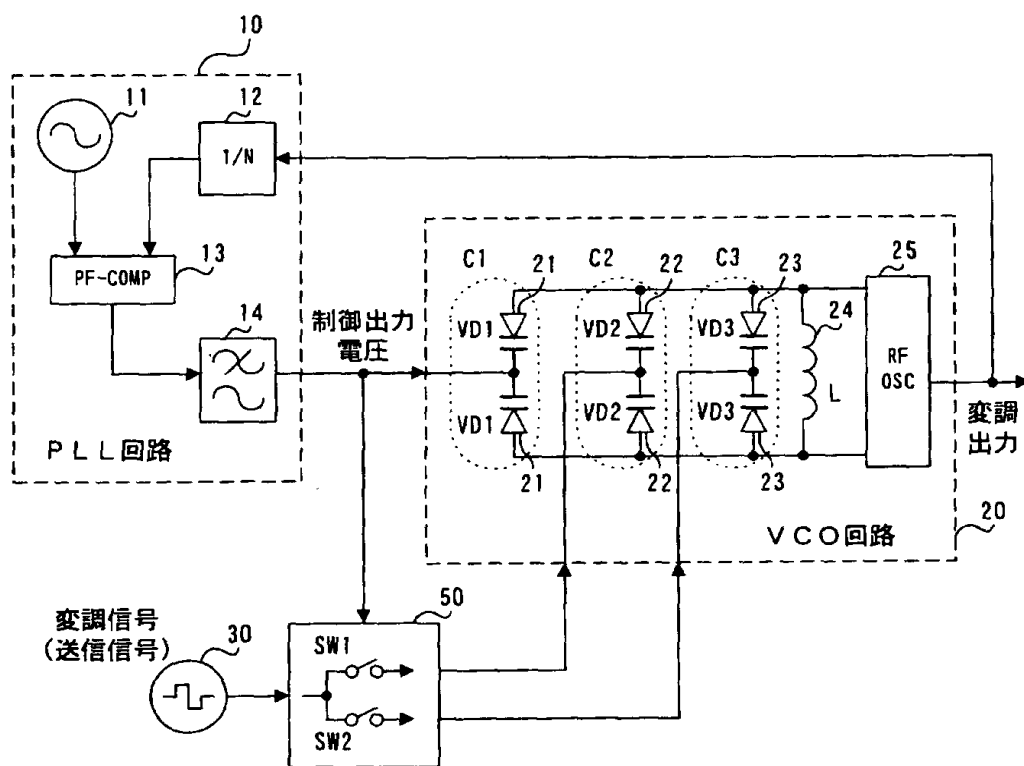 10
11
12
1/N
PF-COMP
13
14
制御出力
電圧
PLL回路
C1
21
C2
22
C3
23
25
VD1
VD2
VD3
24
RF
OSC
L
VD1
VD2
VD3
21
22
23
変調
出力
20
VCO回路
変調信号
(送信信号)
30
50
SW1
SW2